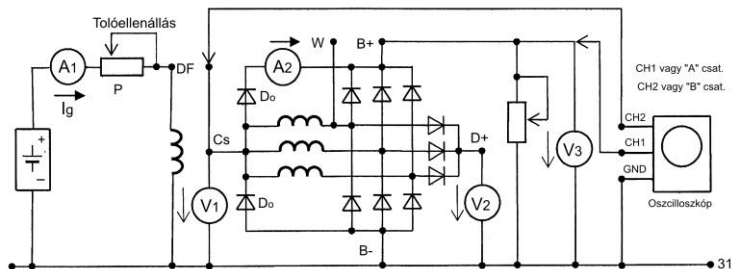 Tolóellenállás
A1
Ig
P
DF
W
B+
A2
Do
Cs
D+
V1
Do
V2
B-
V3
CH1 vagy "A" csat.
CH2 vagy "B" csat.
CH2
CH1
GND
Oszcilloszkóp
+
−
31